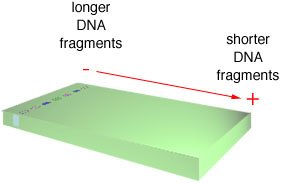 longer
DNA
fragments
-
shorter
DNA
fragments
+